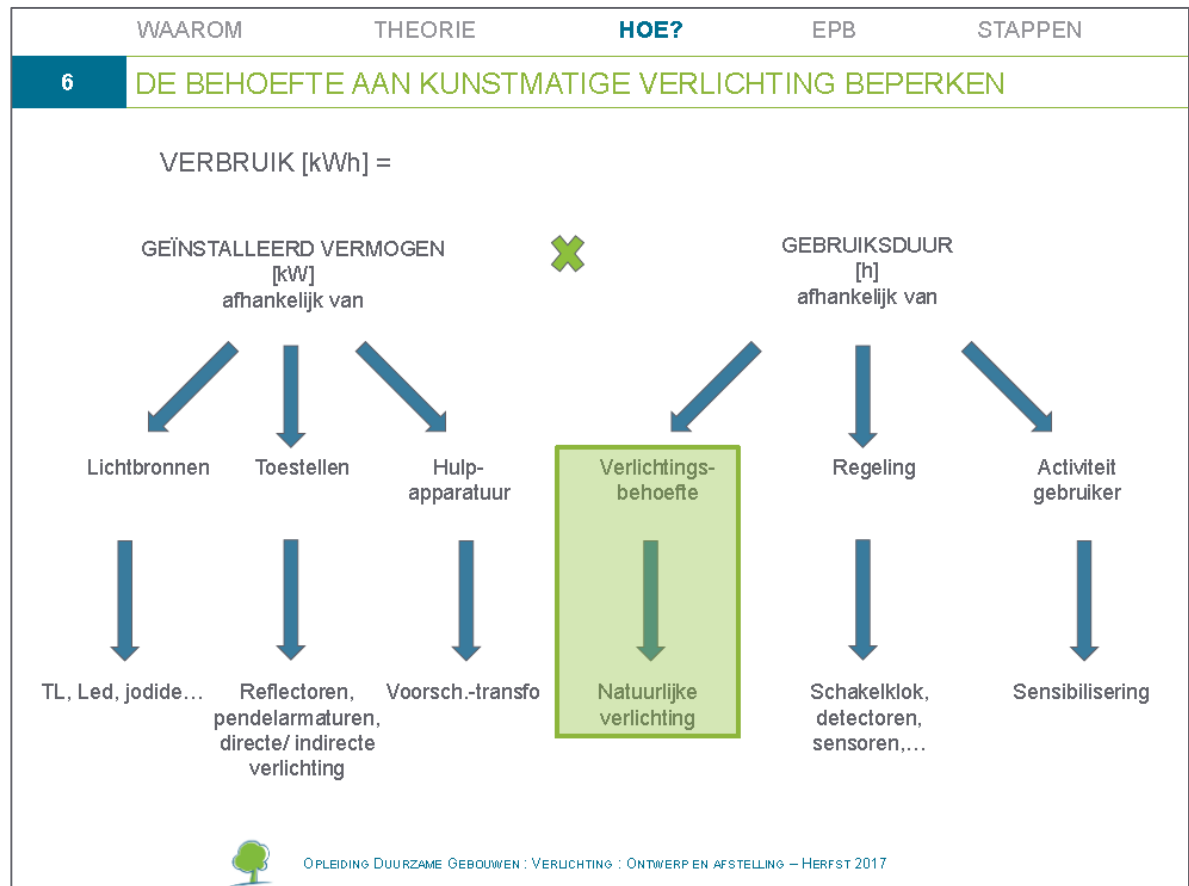 WAAROM THEORIE HOE? EPB STAPPEN
6 DE BEHOEFTE AAN KUNSTMATIGE VERLICHTING BEPERKEN
VERBRUIK [kWh] =
GEÏNSTALLEERD VERMOGEN
[kW]
afhankelijk van
GEBRUIKSDUUR
[h]
afhankelijk van
Lichtbronnen
Toestellen
Hulp-
apparatuur
Verlichtings-
behoefte
Regeling
Activiteit
gebruiker
TL, Led, jodide…
Reflectoren,
pendelarmaturen,
directe/ indirecte
verlichting
Voorsch.-transfo
Natuurlijke
verlichting
Schakelklok,
detectoren,
sensoren,…
Sensibilisering
OPLEIDING DUURZAME GEBOUWEN : VERLICHTING : ONTWERP EN AFSTELLING – HERFST 2017